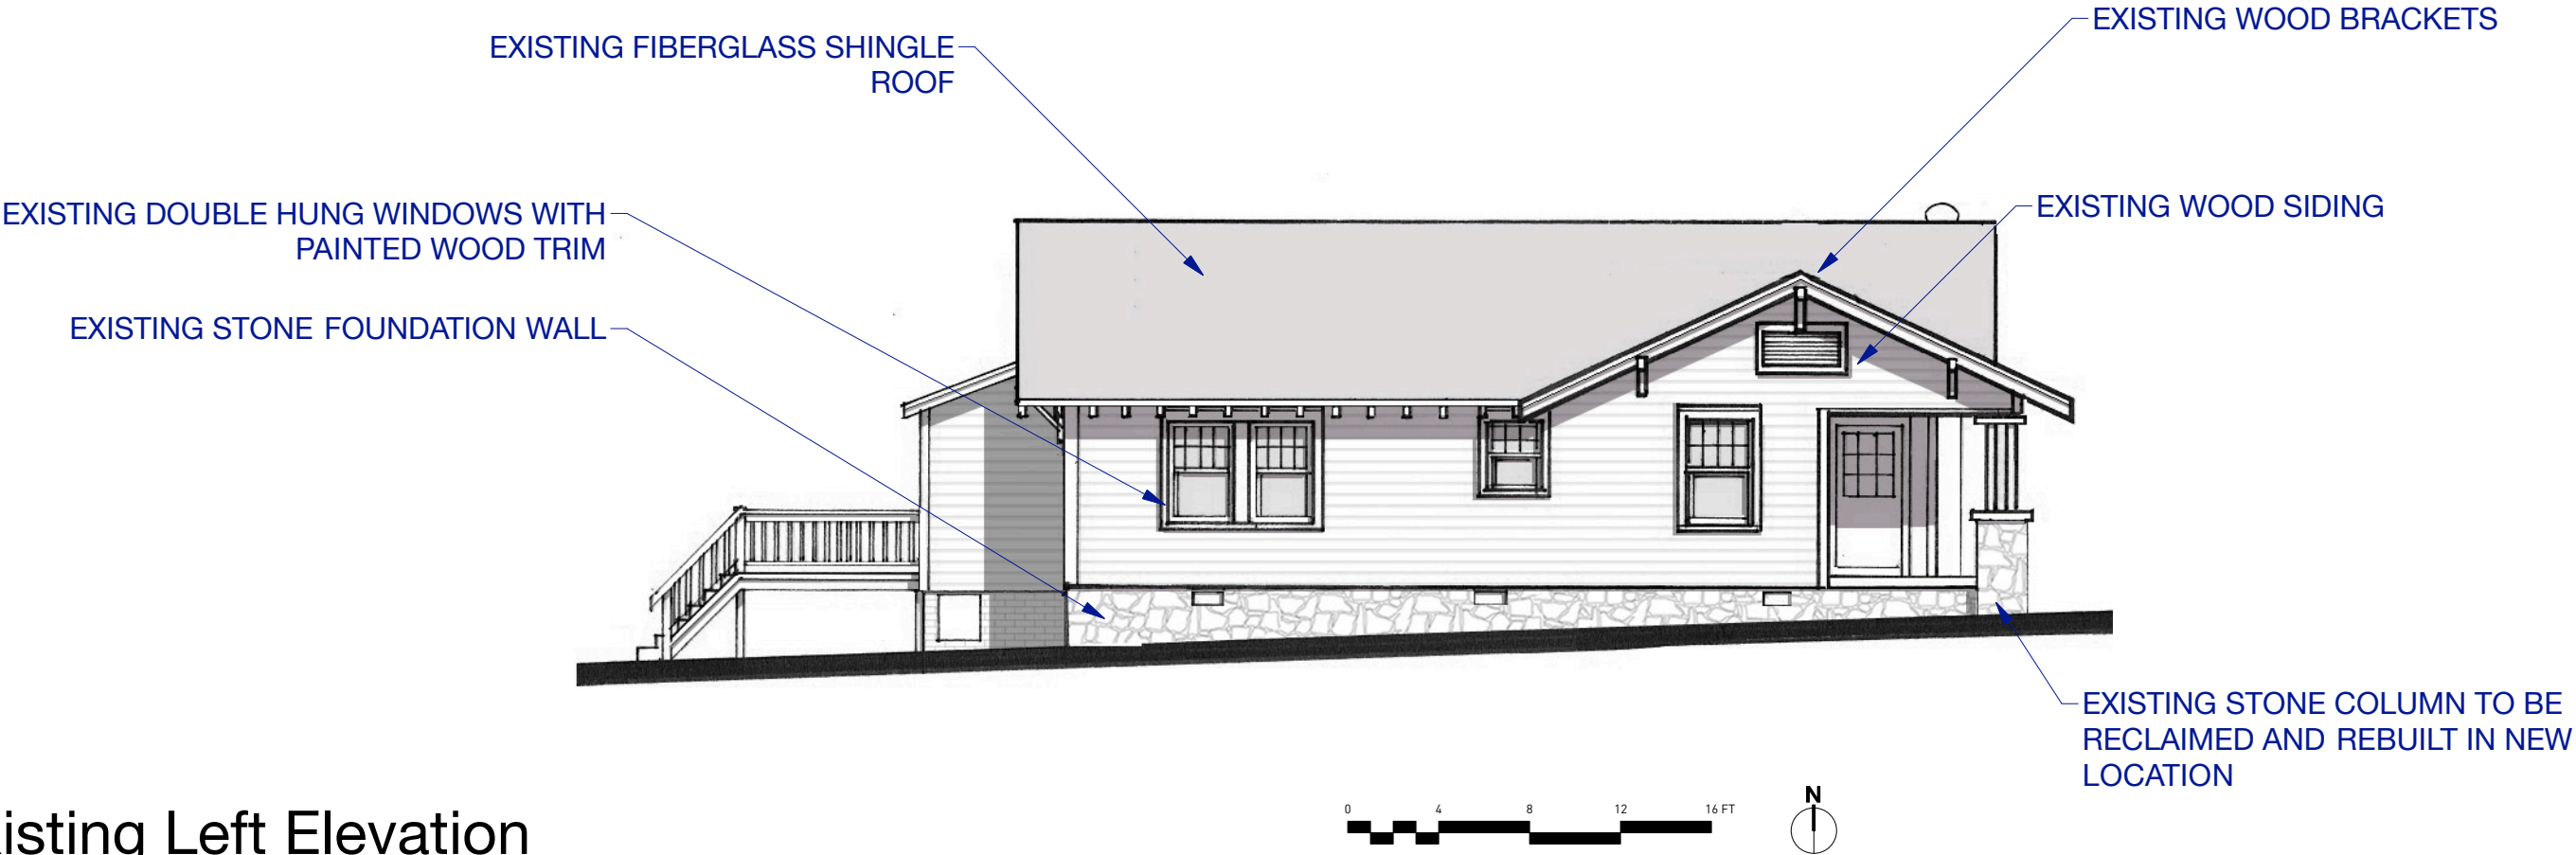 EXISTING WOOD BRACKETS
EXISTING FIBERGLASS SHINGLE
ROOF
EXISTING DOUBLE HUNG WINDOWS WITH
PAINTED WOOD TRIM
EXISTING WOOD SIDING
EXISTING STONE FOUNDATION WALL
EXISTING STONE COLUMN TO BE
RECLAIMED AND REBUILT IN NEW
LOCATION
N
0 4 8 12 16 FT
isting Left Elevation